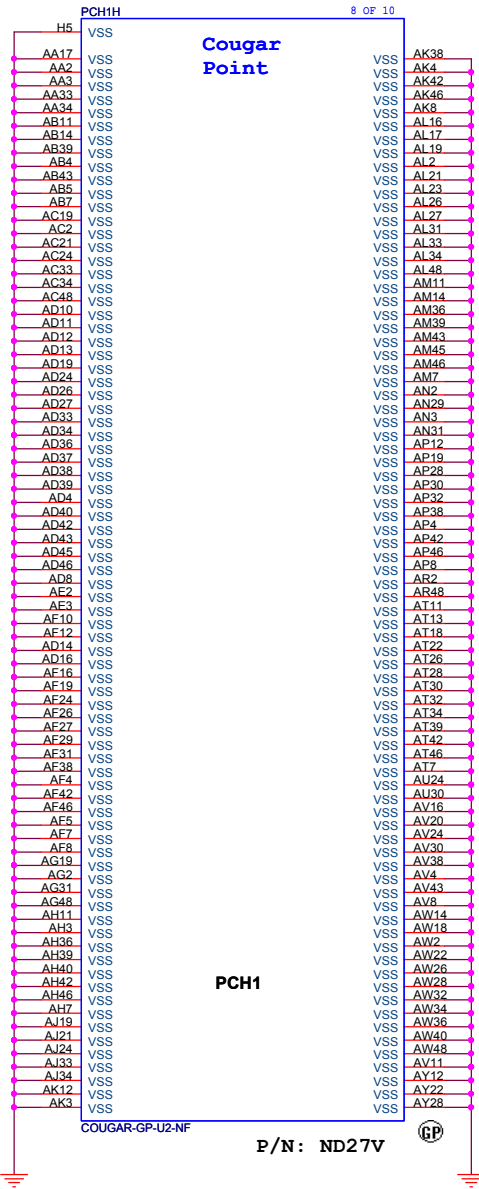 PCH1H 8 OF 10
H5 VSS
Cougar
Point
AA17 VSS VSS AK38
AA2 VSS VSS AK4
AA3 VSS VSS AK42
AA33 VSS VSS AK46
AA34 VSS VSS AK8
AB11 VSS VSS AL16
AB14 VSS VSS AL17
AB39 VSS VSS AL19
AB4 VSS VSS AL2
AB43 VSS VSS AL21
AB5 VSS VSS AL23
AB7 VSS VSS AL26
AC19 VSS VSS AL27
AC2 VSS VSS AL31
AC21 VSS VSS AL33
AC24 VSS VSS AL34
AC33 VSS VSS AL48
AC34 VSS VSS AM11
AC48 VSS VSS AM14
AD10 VSS VSS AM36
AD11 VSS VSS AM39
AD12 VSS VSS AM43
AD13 VSS VSS AM45
AD19 VSS VSS AM46
AD24 VSS VSS AM7
AD26 VSS VSS AN2
AD27 VSS VSS AN29
AD33 VSS VSS AN3
AD34 VSS VSS AN31
AD36 VSS VSS AP12
AD37 VSS VSS AP19
AD38 VSS VSS AP28
AD39 VSS VSS AP30
AD4 VSS VSS AP32
AD40 VSS VSS AP38
AD42 VSS VSS AP4
AD43 VSS VSS AP42
AD45 VSS VSS AP46
AD46 VSS VSS AP8
AD8 VSS VSS AR2
AE2 VSS VSS AR48
AE3 VSS VSS AT11
AF10 VSS VSS AT13
AF12 VSS VSS AT18
AD14 VSS VSS AT22
AD16 VSS VSS AT26
AF16 VSS VSS AT28
AF19 VSS VSS AT30
AF24 VSS VSS AT32
AF26 VSS VSS AT34
AF27 VSS VSS AT39
AF29 VSS VSS AT42
AF31 VSS VSS AT46
AF38 VSS VSS AT7
AF4 VSS VSS AU24
AF42 VSS VSS AU30
AF46 VSS VSS AV16
AF5 VSS VSS AV20
AF7 VSS VSS AV24
AF8 VSS VSS AV30
AG19 VSS VSS AV38
AG2 VSS VSS AV4
AG31 VSS VSS AV43
AG48 VSS VSS AV8
AH11 VSS VSS AW14
AH3 VSS VSS AW18
AH36 VSS VSS AW2
AH39 VSS VSS AW22
AH40 VSS VSS AW26
AH42 VSS VSS AW28
AH46 VSS VSS AW32
AH7 VSS VSS AW34
AJ19 VSS VSS AW36
AJ21 VSS VSS AW40
AJ24 VSS VSS AW48
AJ33 VSS VSS AV11
AJ34 VSS VSS AY12
AK12 VSS VSS AY22
AK3 VSS VSS AY28
PCH1
COUGAR-GP-U2-NF
P/N: ND27V
GP